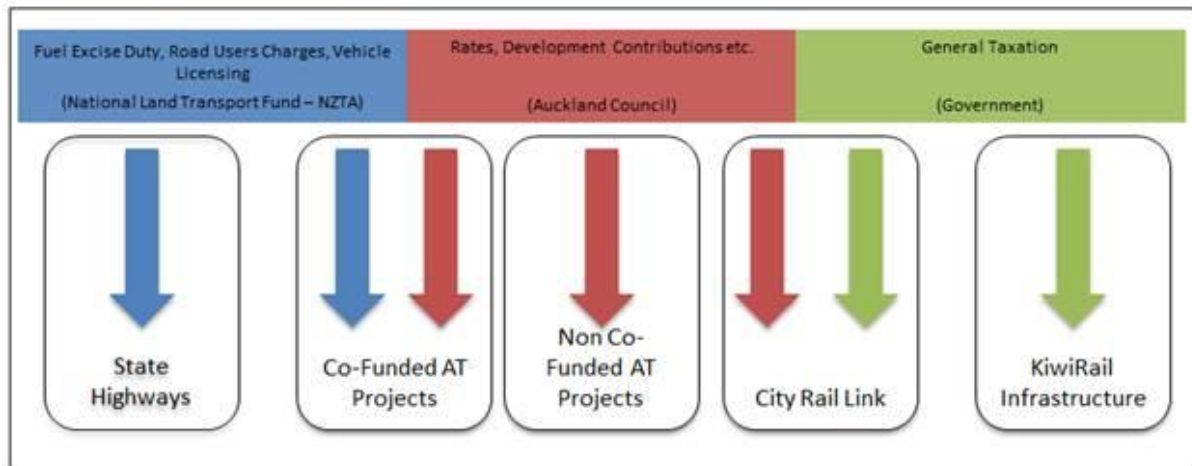 Fuel Excise Duty, Road Users Charges, Vehicle
Licensing
(National Land Transport Fund – NZTA)
Rates, Development Contributions etc.
(Auckland Council)
General Taxation
(Government)
State
Highways
Co-Funded AT
Projects
Non Co-
Funded AT
Projects
City Rail Link
KiwiRail
Infrastructure